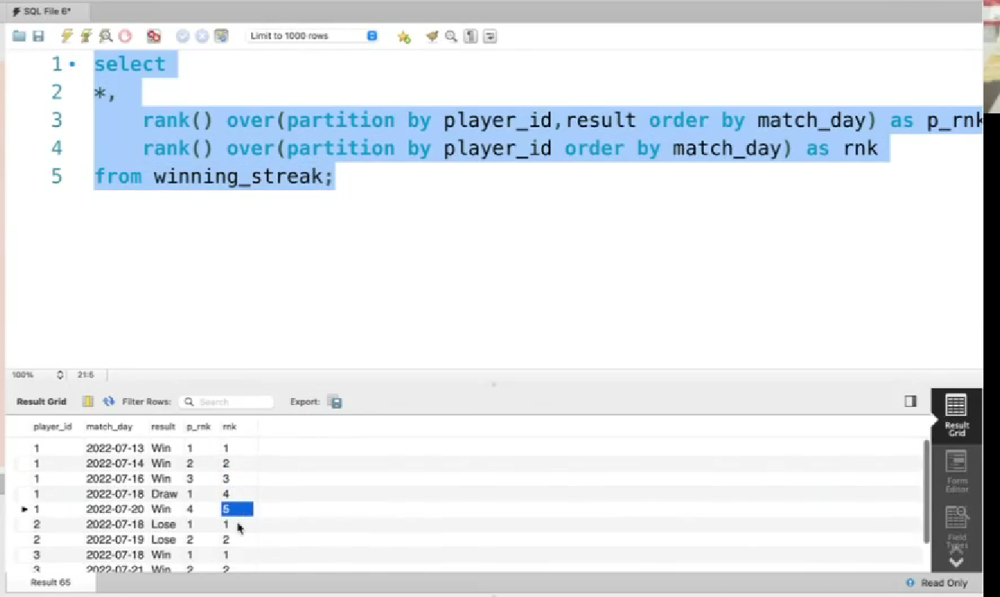 SQL File 6*
Limit to 1000 rows
1 select
2 *,
3 rank() over(partition by player_id,result order by match_day) as p_rnk
4 rank() over(partition by player_id order by match_day) as rnk
5 from winning_streak;
100% 21:5
Result Grid Filter Rows: Search Export:
player_id match_day result p_rnk rnk
1 2022-07-13 Win 1 1
1 2022-07-14 Win 2 2
1 2022-07-16 Win 3 3
1 2022-07-18 Draw 1 4
1 2022-07-20 Win 4 5
2 2022-07-18 Lose 1 1
2 2022-07-19 Lose 2 2
3 2022-07-18 Win 1 1
3 2022-07-21 Win 2 2
Result Grid
Form Editor
Field Types
Result 65
Read Only